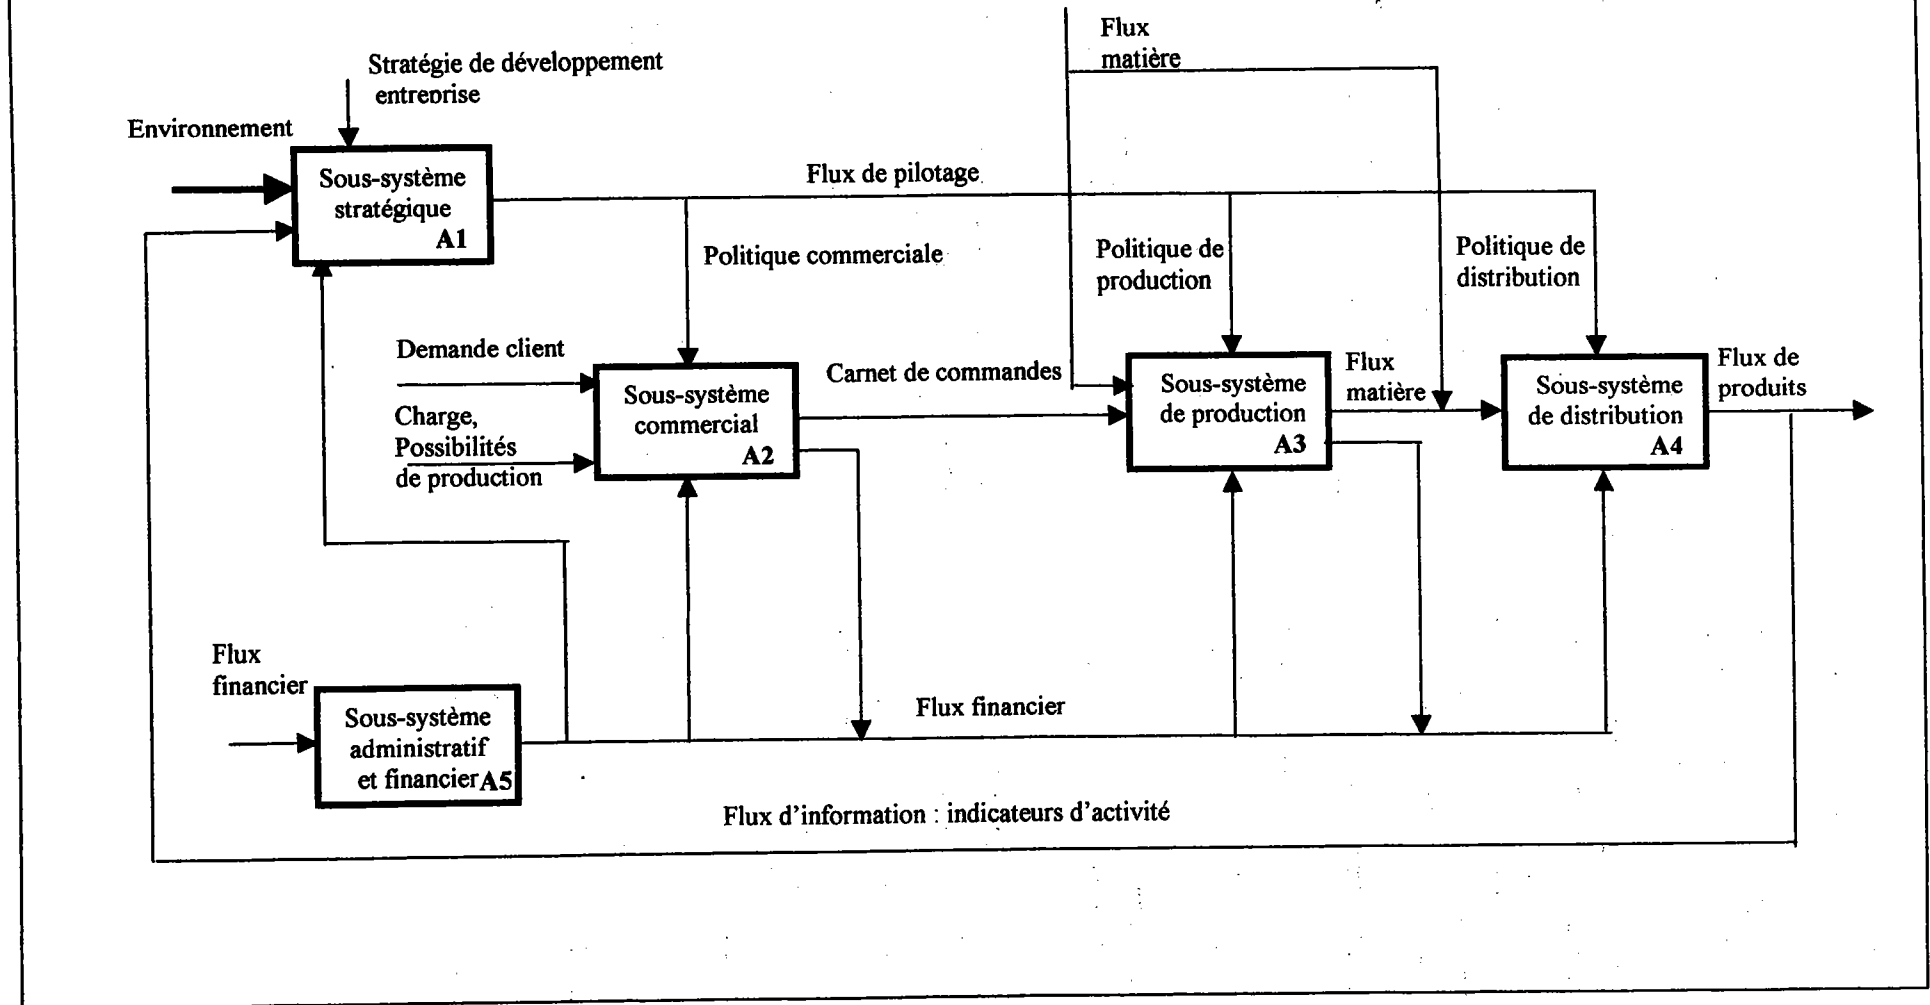 Flux
matière
Stratégie de développement
entreprise
Environnement
Sous-système
stratégique
A1
Flux de pilotage
Politique commerciale
Politique de
production
Politique de
distribution
Demande client
Charge,
Possibilités
de production
Sous-système
commercial
A2
Carnet de commandes
Sous-système
de production
A3
Flux
matière
Sous-système
de distribution
A4
Flux de
produits
Flux
financier
Sous-système
administratif
et financier A5
Flux financier
Flux d'information : indicateurs d'activité